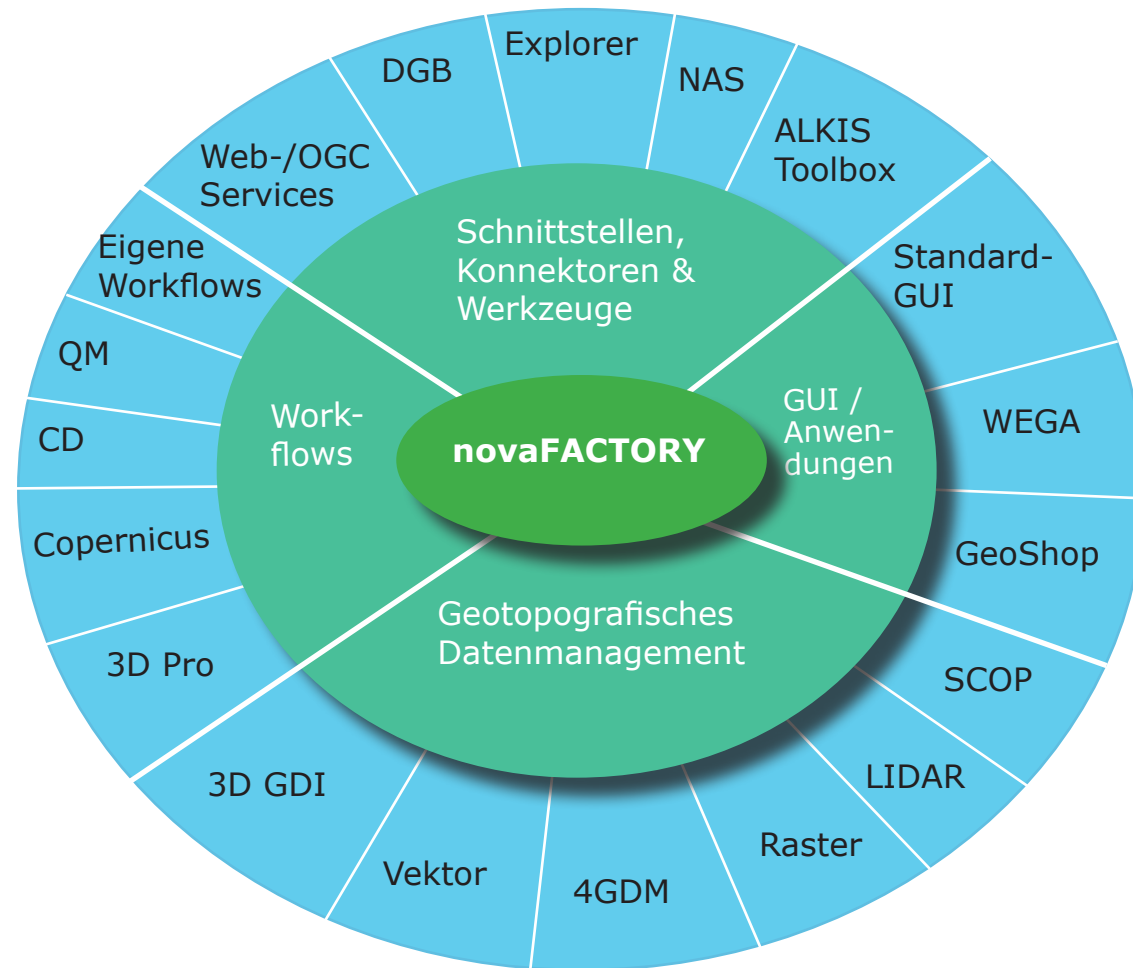 Explorer
DGB
NAS
ALKIS
Toolbox
Web-/OGC
Services
Eigene
Workflows
Schnittstellen,
Konnektoren &
Werkzeuge
Standard-
GUI
QM
CD
Work-
flows
novaFACTORY
GUI /
Anwen-
dungen
WEGA
Copernicus
GeoShop
Geotopografisches
Datenmanagement
3D Pro
SCOP
3D GDI
LIDAR
Vektor
4GDM
Raster